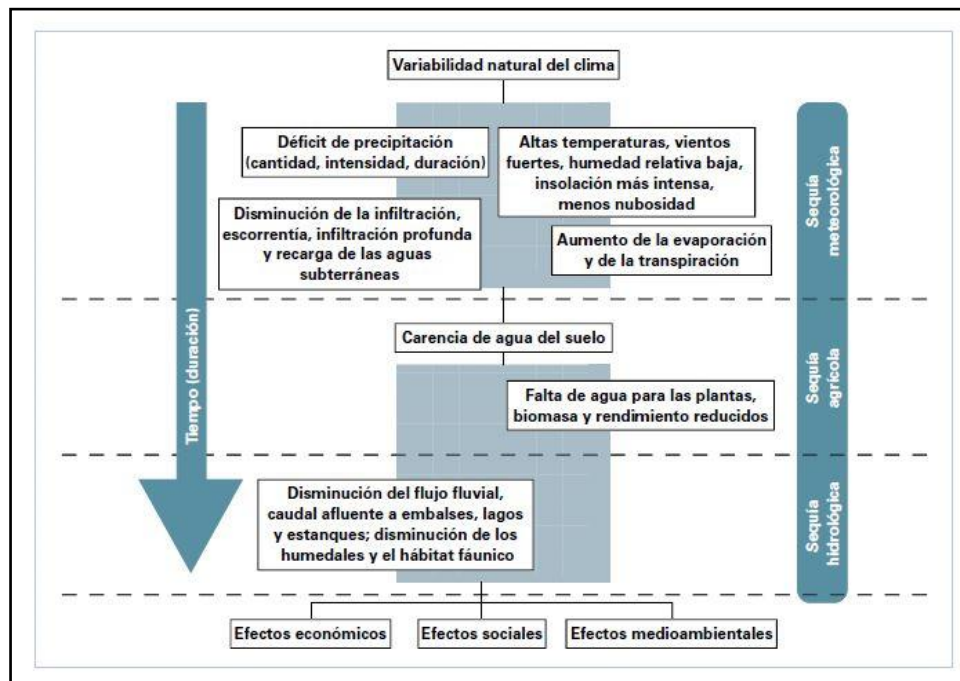 Variabilidad natural del clima
Déficit de precipitación
(cantidad, intensidad, duración)
Altas temperaturas, vientos
fuertes, humedad relativa baja,
insolación más intensa,
menos nubosidad
Disminución de la infiltración,
escorrentía, infiltración profunda
y recarga de las aguas
subterráneas
Aumento de la evaporación
y de la transpiración
Sequía
meteorológica
Tiempo (duración)
Carencia de agua del suelo
Falta de agua para las plantas,
biomasa y rendimiento reducidos
Sequía
agrícola
Disminución del flujo fluvial,
caudal afluente a embalses, lagos
y estanques; disminución de los
humedales y el hábitat fáunico
Sequía
hidrológica
Efectos económicos
Efectos sociales
Efectos medioambientales